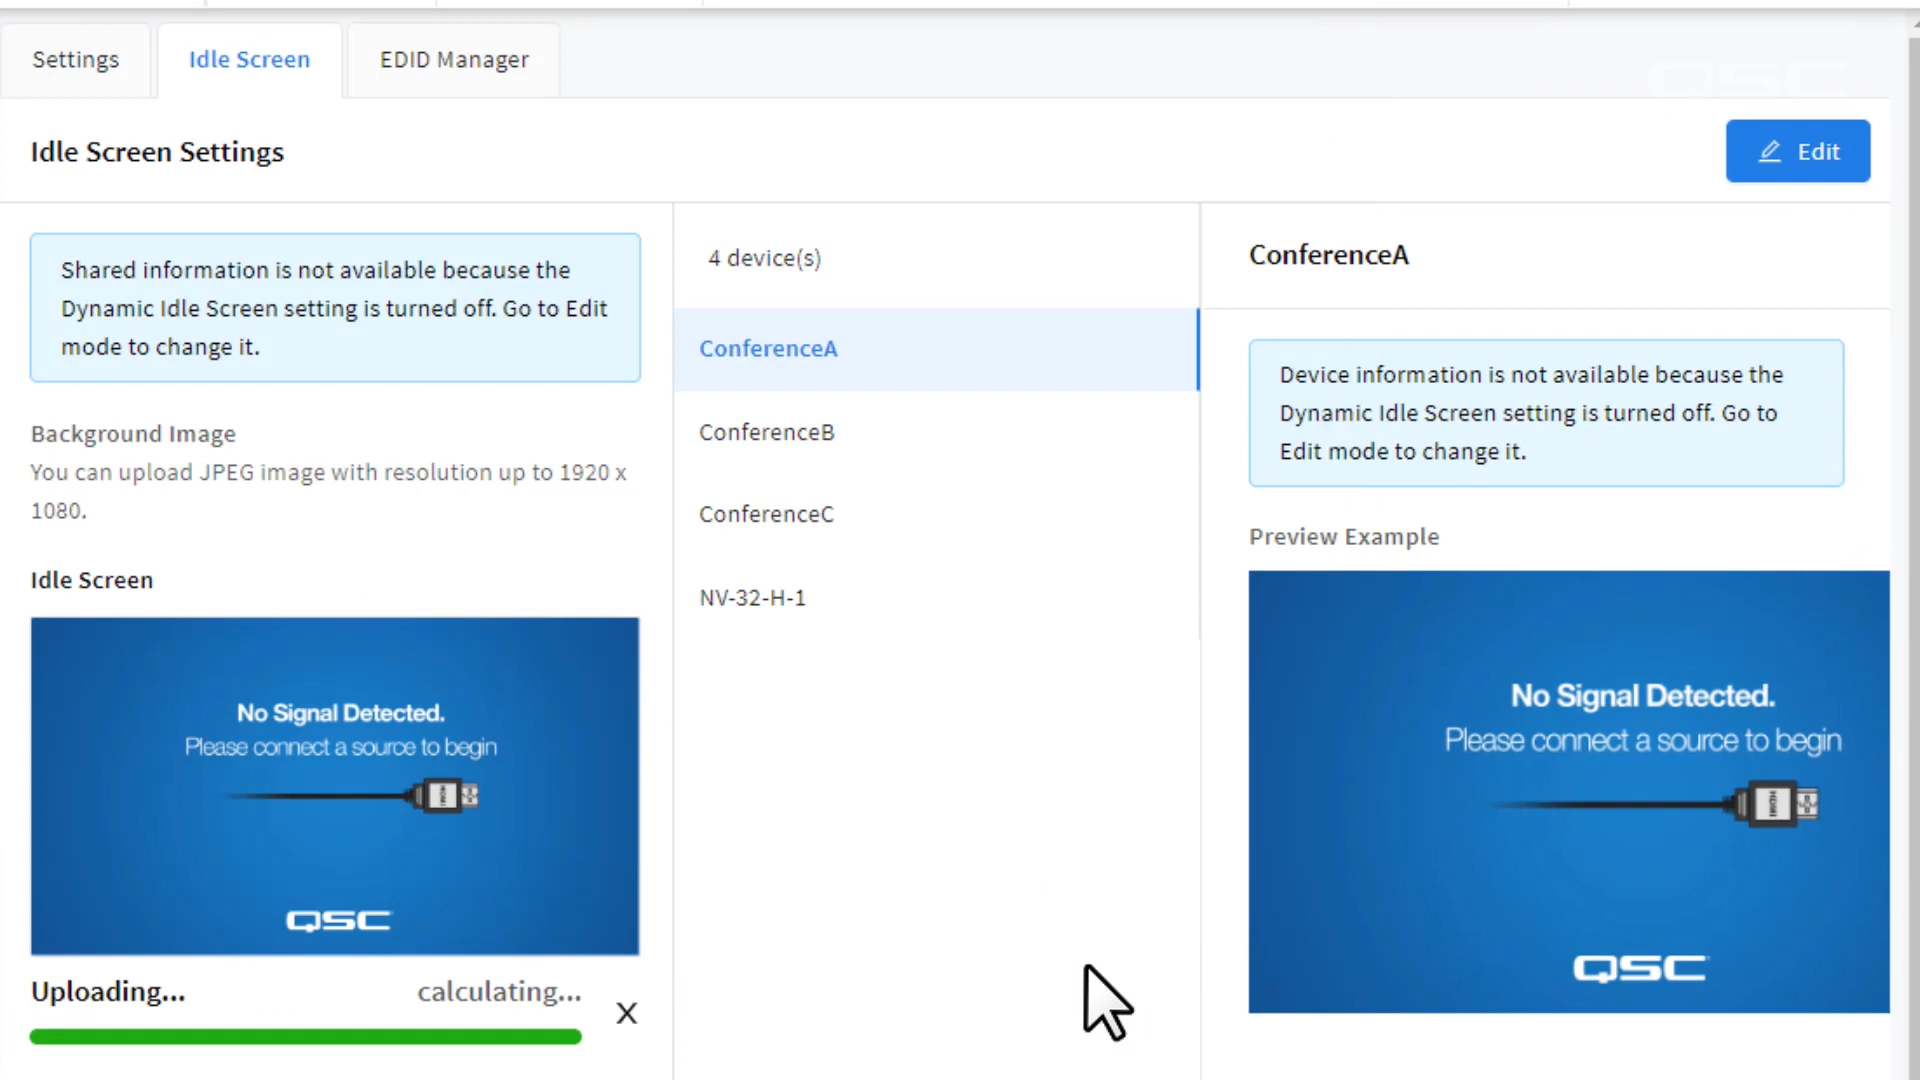 Settings
Idle Screen
EDID Manager
QSC
Idle Screen Settings
Edit
Shared information is not available because the
Dynamic Idle Screen setting is turned off. Go to Edit
mode to change it.
Background Image
You can upload JPEG image with resolution up to 1920 x
1080.
Idle Screen
No Signal Detected.
Please connect a source to begin
HDMI
QSC
Uploading...
calculating...
X
4 device(s)
ConferenceA
ConferenceB
ConferenceC
NV-32-H-1
ConferenceA
Device information is not available because the
Dynamic Idle Screen setting is turned off. Go to
Edit mode to change it.
Preview Example
No Signal Detected.
Please connect a source to begin
HDMI
QSC